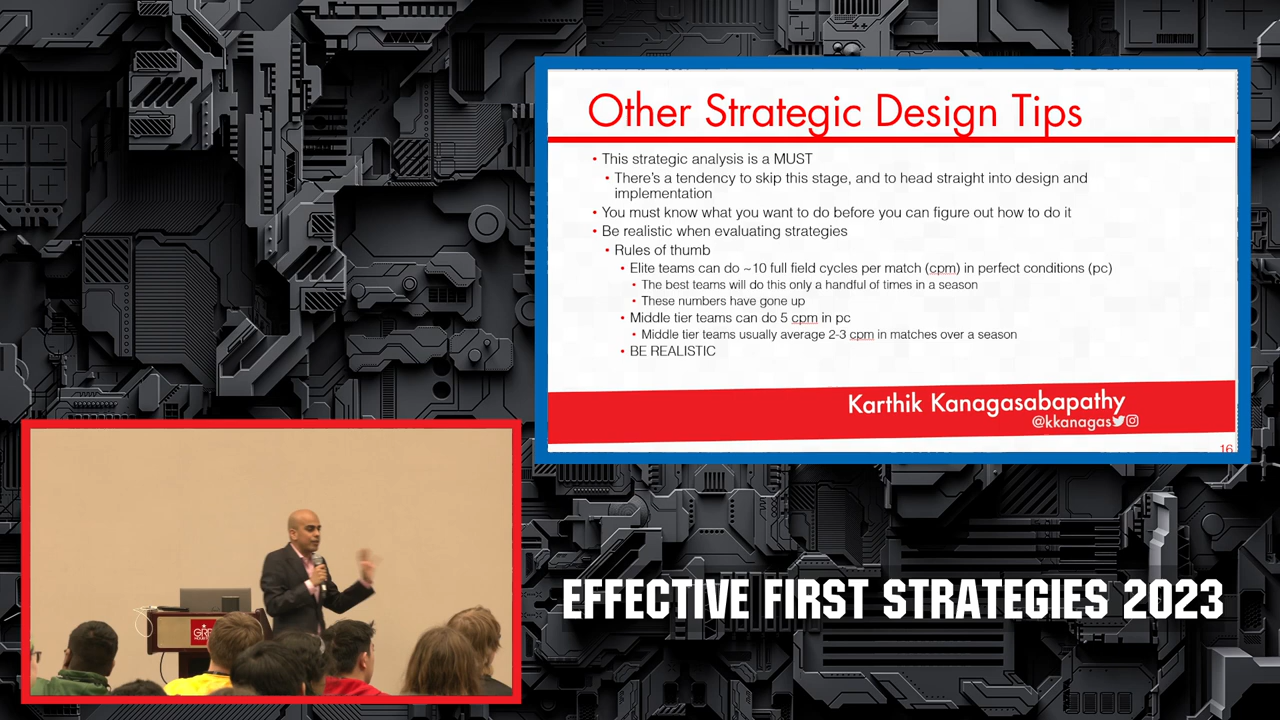 Other Strategic Design Tips
• This strategic analysis is a MUST
• There's a tendency to skip this stage, and to head straight into design and
implementation
• You must know what you want to do before you can figure out how to do it
• Be realistic when evaluating strategies
• Rules of thumb
• Elite teams can do ~10 full field cycles per match (cpm) in perfect conditions (pc)
• The best teams will do this only a handful of times in a season
• These numbers have gone up
• Middle tier teams can do 5 cpm in pc
• Middle tier teams usually average 2-3 cpm in matches over a season
• BE REALISTIC
Karthik Kanagasabapathy
@kkanagas
16
EFFECTIVE FIRST STRATEGIES 2023